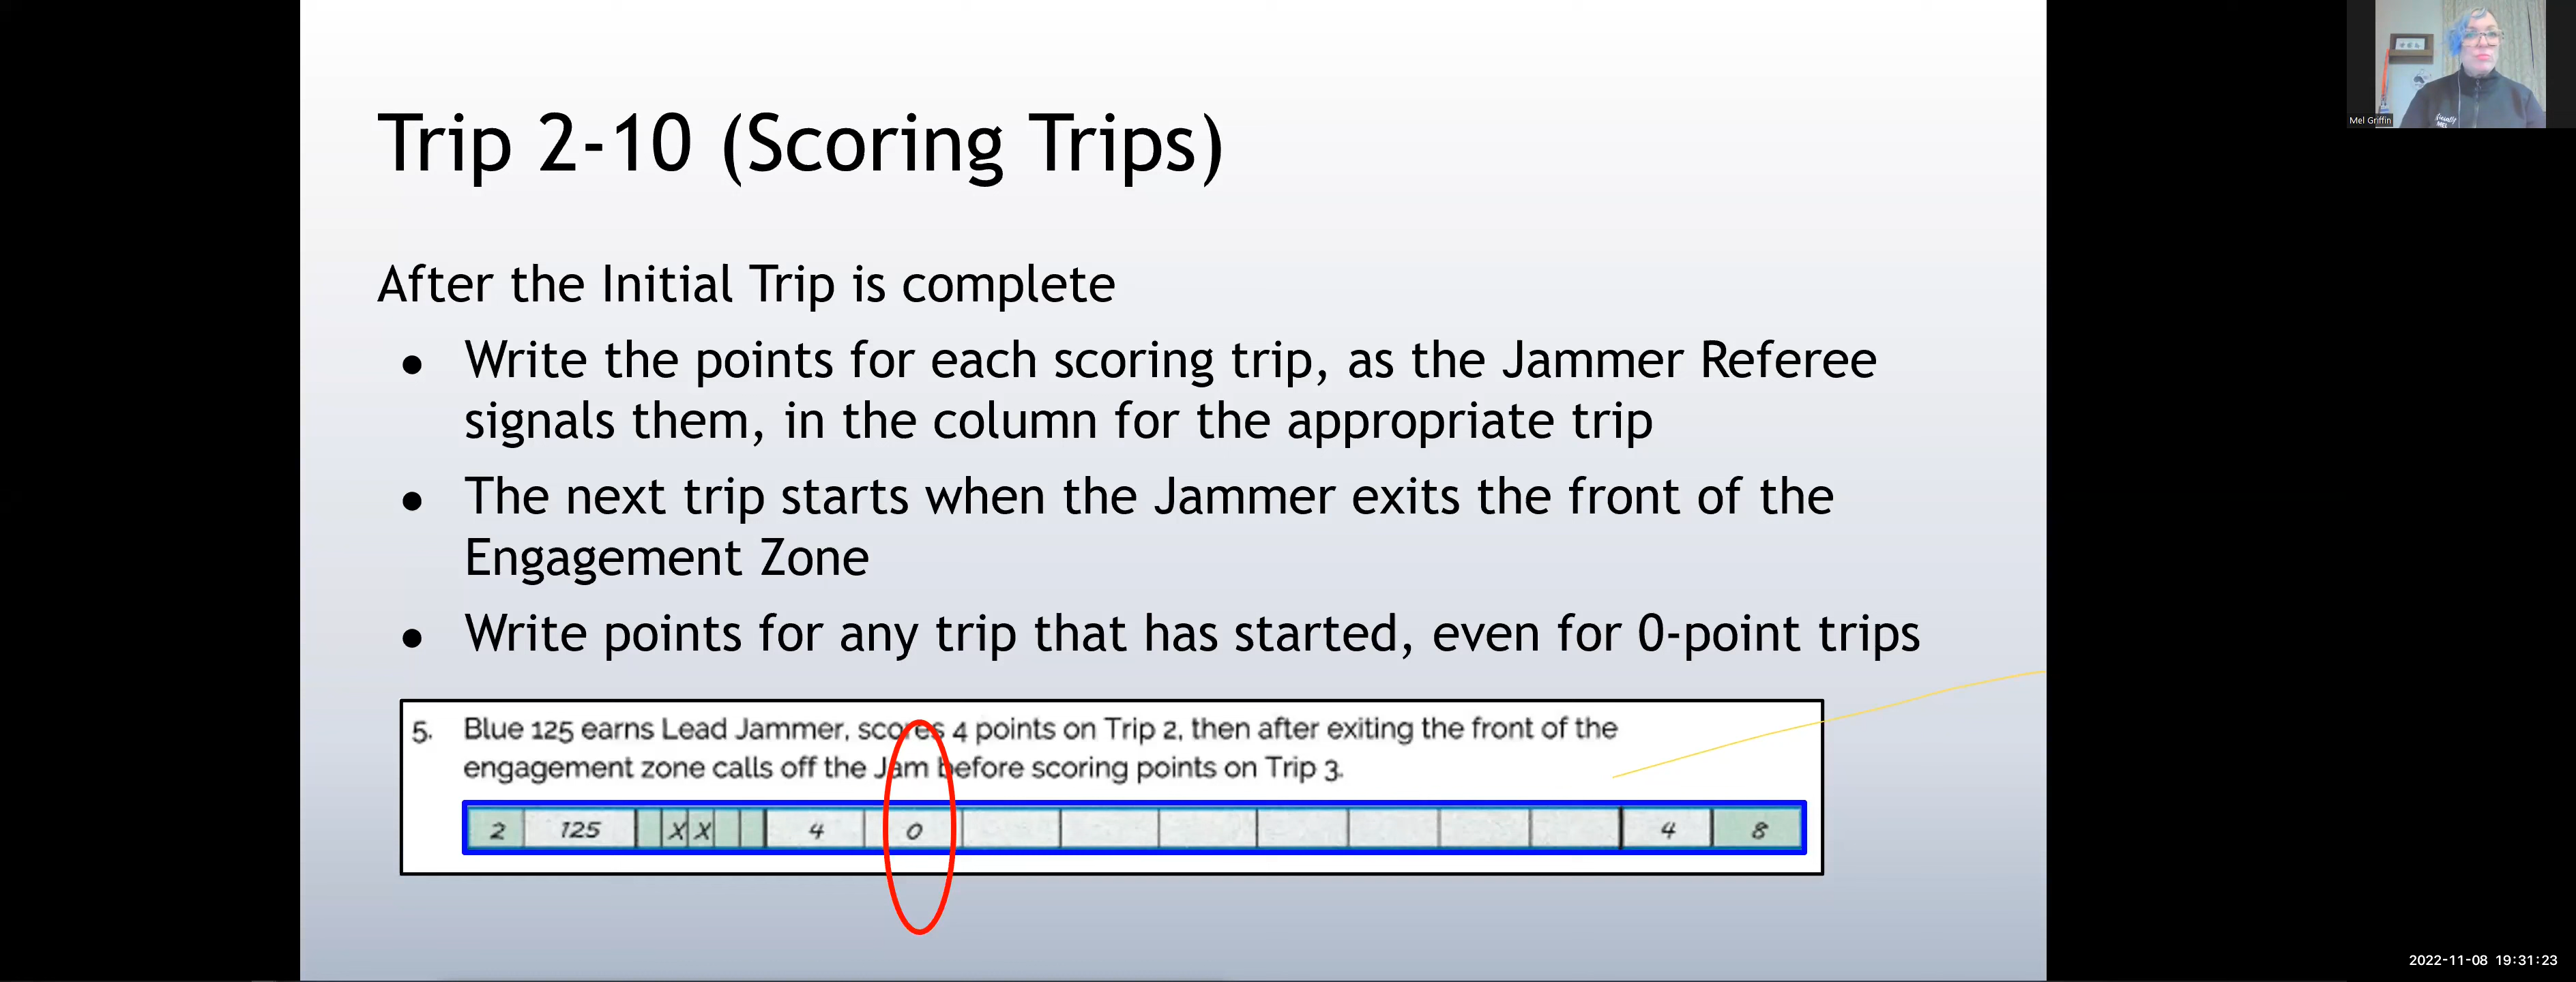 Trip 2-10 (Scoring Trips)
After the Initial Trip is complete
● Write the points for each scoring trip, as the Jammer Referee
signals them, in the column for the appropriate trip
● The next trip starts when the Jammer exits the front of the
Engagement Zone
● Write points for any trip that has started, even for 0-point trips
5. Blue 125 earns Lead Jammer, scores 4 points on Trip 2, then after exiting the front of the
engagement zone calls off the Jam before scoring points on Trip 3.
2 125 X X 4 0 4 8
Mel Griffin
2022-11-08 19:31:23